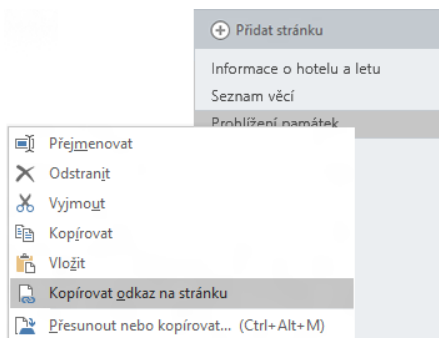 Přidat stránku
Informace o hotelu a letu
Seznam věcí
Prohlížení památek
Přejmenovat
Odstranit
Vyjmout
Kopírovat
Vložit
Kopírovat odkaz na stránku
Přesunout nebo kopírovat... (Ctrl+Alt+M)